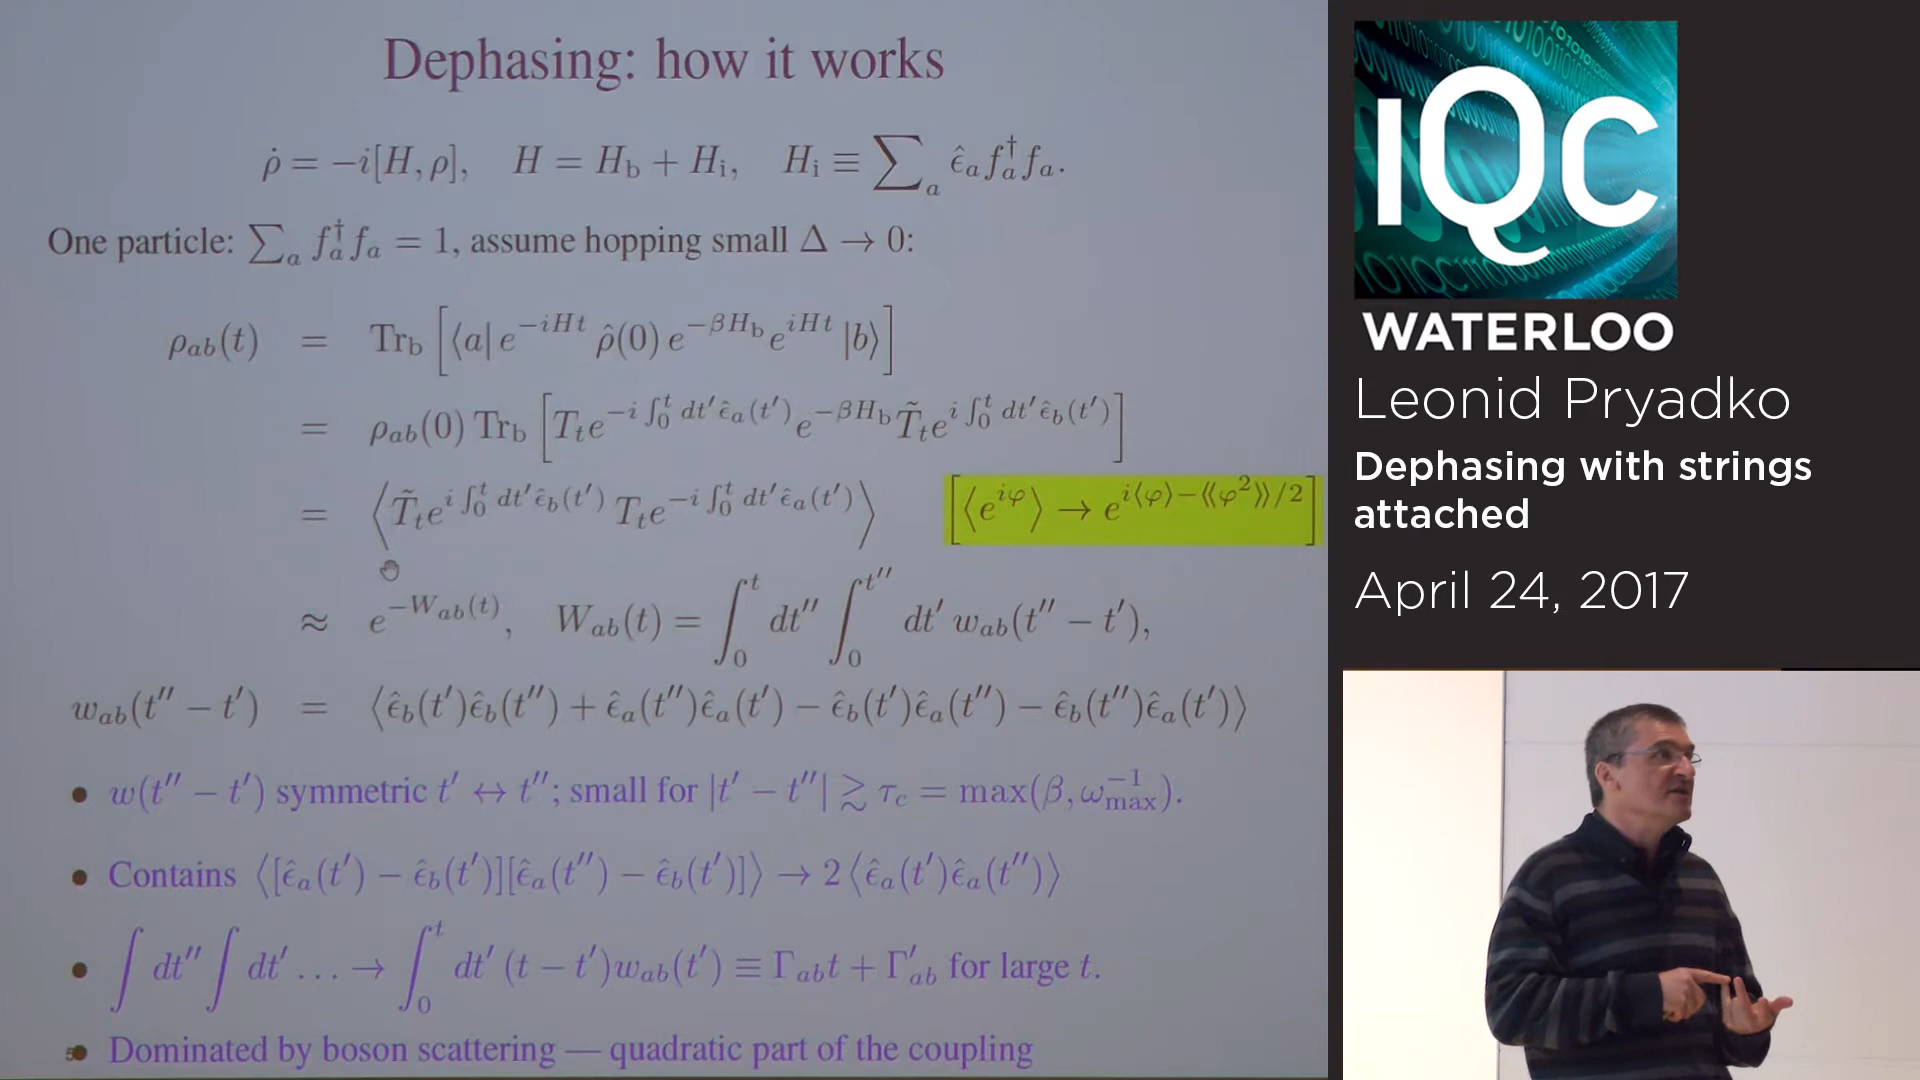 Dephasing: how it works
ρ̇ = −i[H, ρ],   H = H_b + H_i,   H_i ≡ ∑_a ε̂_a f_a^† f_a.
One particle: ∑_a f_a^† f_a = 1, assume hopping small Δ → 0:
ρ_ab(t) = Tr_b [⟨a| e^{−iHt} ρ̂(0) e^{−βH_b} e^{iHt} |b⟩]
= ρ_ab(0) Tr_b [T_t e^{−i ∫_0^t dt′ ε̂_a(t′)} e^{−βH_b} T̃_t e^{i ∫_0^t dt′ ε̂_b(t′)}]
= ⟨T̃_t e^{i ∫_0^t dt′ ε̂_b(t′)} T_t e^{−i ∫_0^t dt′ ε̂_a(t′)}⟩   [⟨e^{iφ}⟩ → e^{i⟨φ⟩−⟪φ²⟫/2}]
≈ e^{−W_ab(t)},   W_ab(t) = ∫_0^t dt″ ∫_0^{t″} dt′ w_ab(t″ − t′),
w_ab(t″ − t′) = ⟨ε̂_b(t′)ε̂_b(t″) + ε̂_a(t″)ε̂_a(t′) − ε̂_b(t′)ε̂_a(t″) − ε̂_b(t″)ε̂_a(t′)⟩
• w(t″ − t′) symmetric t′ ↔ t″; small for |t′ − t″| ≳ τ_c = max(β, ω_max^{−1}).
• Contains ⟨[ε̂_a(t′) − ε̂_b(t′)][ε̂_a(t″) − ε̂_b(t′)]⟩ → 2 ⟨ε̂_a(t′)ε̂_a(t″)⟩
• ∫ dt″ ∫ dt′ … → ∫_0^t dt′ (t − t′)w_ab(t′) ≡ Γ_ab t + Γ′_ab for large t.
• Dominated by boson scattering — quadratic part of the coupling
IQC
WATERLOO
Leonid Pryadko
Dephasing with strings
attached
April 24, 2017